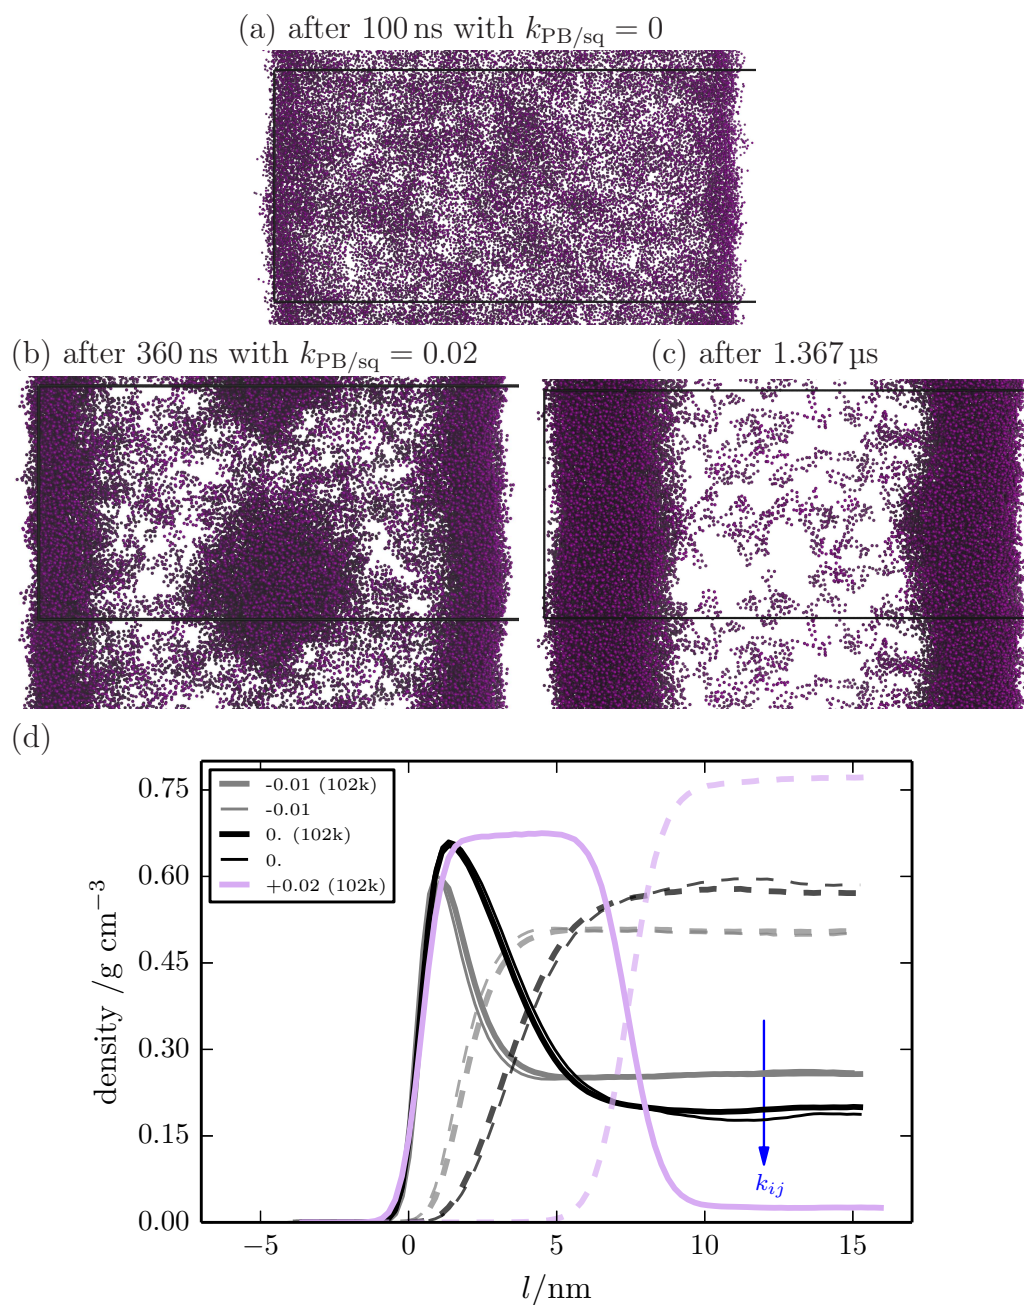 (a) after 100 ns with k_PB/sq = 0
(b) after 360 ns with k_PB/sq = 0.02
(c) after 1.367 µs
(d)
-0.01 (102k)
-0.01
0. (102k)
0.
+0.02 (102k)
0.75
0.60
0.45
0.30
0.15
0.00
density /g cm⁻³
k_ij
−5
0
5
10
15
l/nm